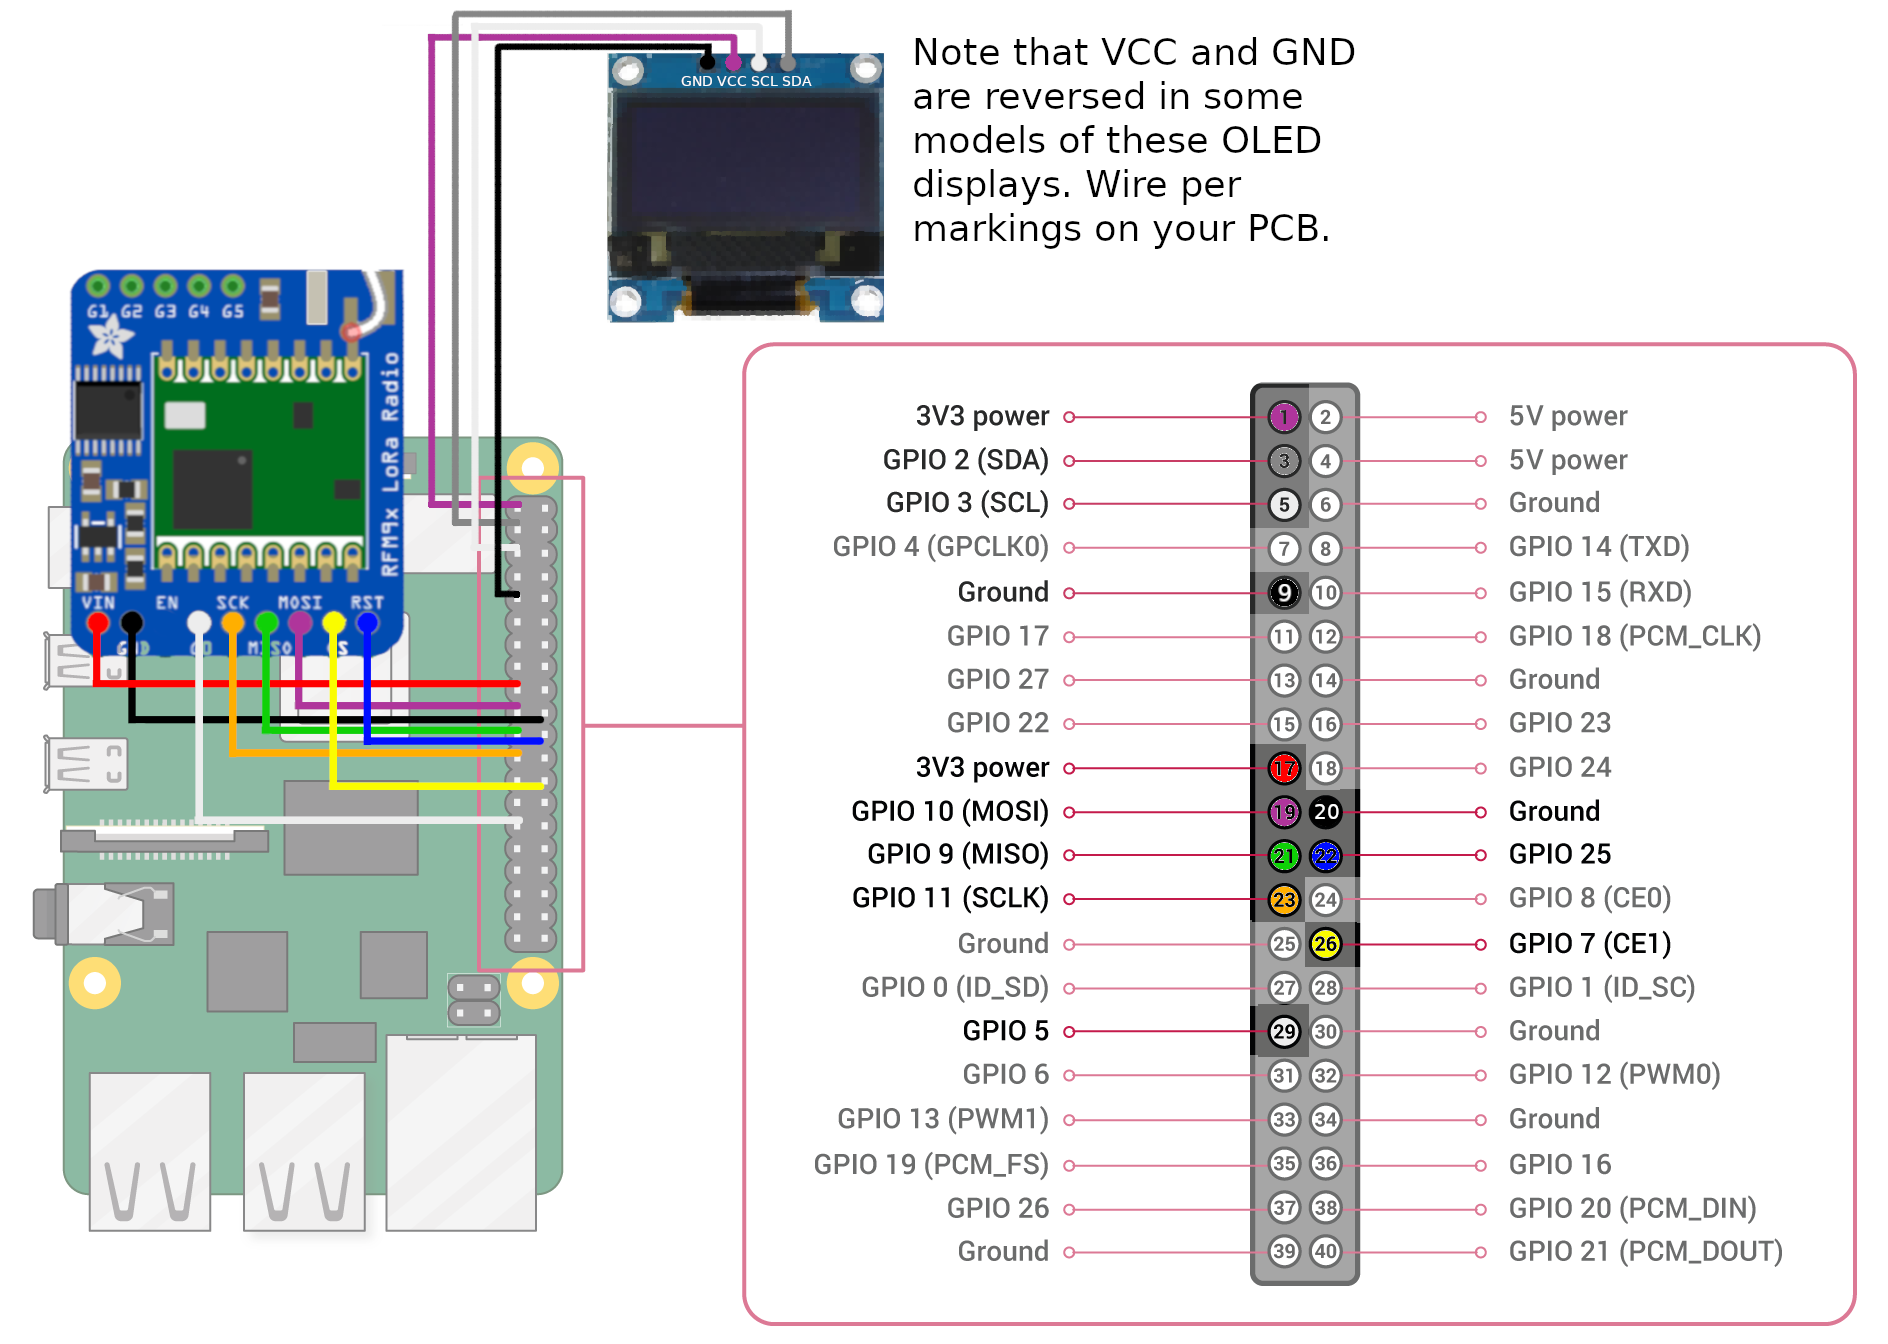 Note that VCC and GND
are reversed in some
models of these OLED
displays. Wire per
markings on your PCB.
GND VCC SCL SDA
G1 G2 G3 G4 G5
RFM9x LoRa Radio
VIN EN SCK MOSI RST
GND G0 MISO CS
3V3 power 1 2 5V power
GPIO 2 (SDA) 3 4 5V power
GPIO 3 (SCL) 5 6 Ground
GPIO 4 (GPCLK0) 7 8 GPIO 14 (TXD)
Ground 9 10 GPIO 15 (RXD)
GPIO 17 11 12 GPIO 18 (PCM_CLK)
GPIO 27 13 14 Ground
GPIO 22 15 16 GPIO 23
3V3 power 17 18 GPIO 24
GPIO 10 (MOSI) 19 20 Ground
GPIO 9 (MISO) 21 22 GPIO 25
GPIO 11 (SCLK) 23 24 GPIO 8 (CE0)
Ground 25 26 GPIO 7 (CE1)
GPIO 0 (ID_SD) 27 28 GPIO 1 (ID_SC)
GPIO 5 29 30 Ground
GPIO 6 31 32 GPIO 12 (PWM0)
GPIO 13 (PWM1) 33 34 Ground
GPIO 19 (PCM_FS) 35 36 GPIO 16
GPIO 26 37 38 GPIO 20 (PCM_DIN)
Ground 39 40 GPIO 21 (PCM_DOUT)